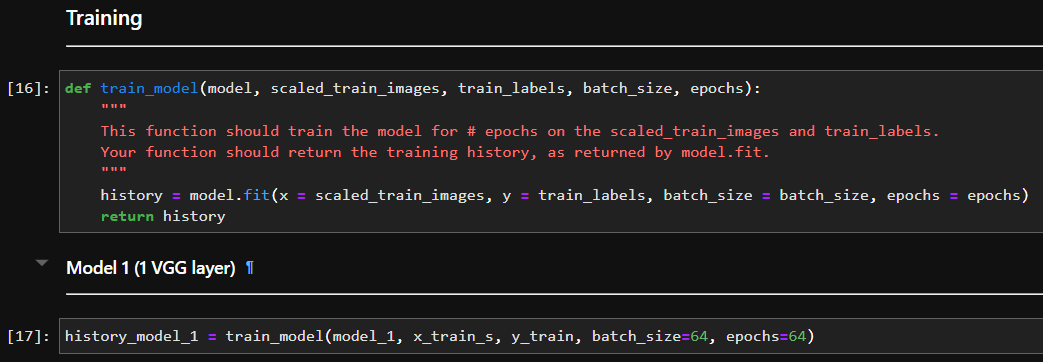 Training
[16]: def train_model(model, scaled_train_images, train_labels, batch_size, epochs):
"""
This function should train the model for # epochs on the scaled_train_images and train_labels.
Your function should return the training history, as returned by model.fit.
"""
history = model.fit(x = scaled_train_images, y = train_labels, batch_size = batch_size, epochs = epochs)
return history
Model 1 (1 VGG layer) ¶
[17]: history_model_1 = train_model(model_1, x_train_s, y_train, batch_size=64, epochs=64)